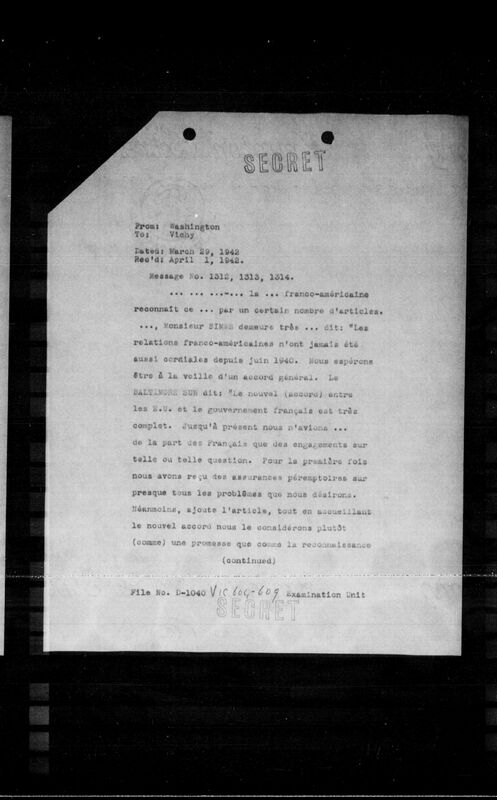 SECRET
From: Washington
To: Vichy
Dated: March 29, 1942
Rec'd: April 1, 1942.
Message No. 1312, 1313, 1314.
... ... ...-... la ... franco-américaine
reconnait ce ... par un certain nombre d'articles.
..., Monsieur SIMMS demeure très ... dit: "Les
relations franco-américaines n'ont jamais été
aussi cordiales depuis juin 1940. Nous espérons
être à la veille d'un accord général. Le
BALTIMORE SUN dit: "Le nouvel (accord) entre
les E.U. et le gouvernement français est très
complet. Jusqu'à présent nous n'avions ...
de la part des Français que des engagements sur
telle ou telle question. Pour la première fois
nous avons reçu des assurances péremptoires sur
presque tous les problèmes que nous désirons.
Néanmoins, ajoute l'article, tout en accueillant
le nouvel accord nous le considérons plutôt
(comme) une promesse que comme la reconnaissance
(continued)
File No. D-1040 VIC 604-609 Examination Unit
SECRET